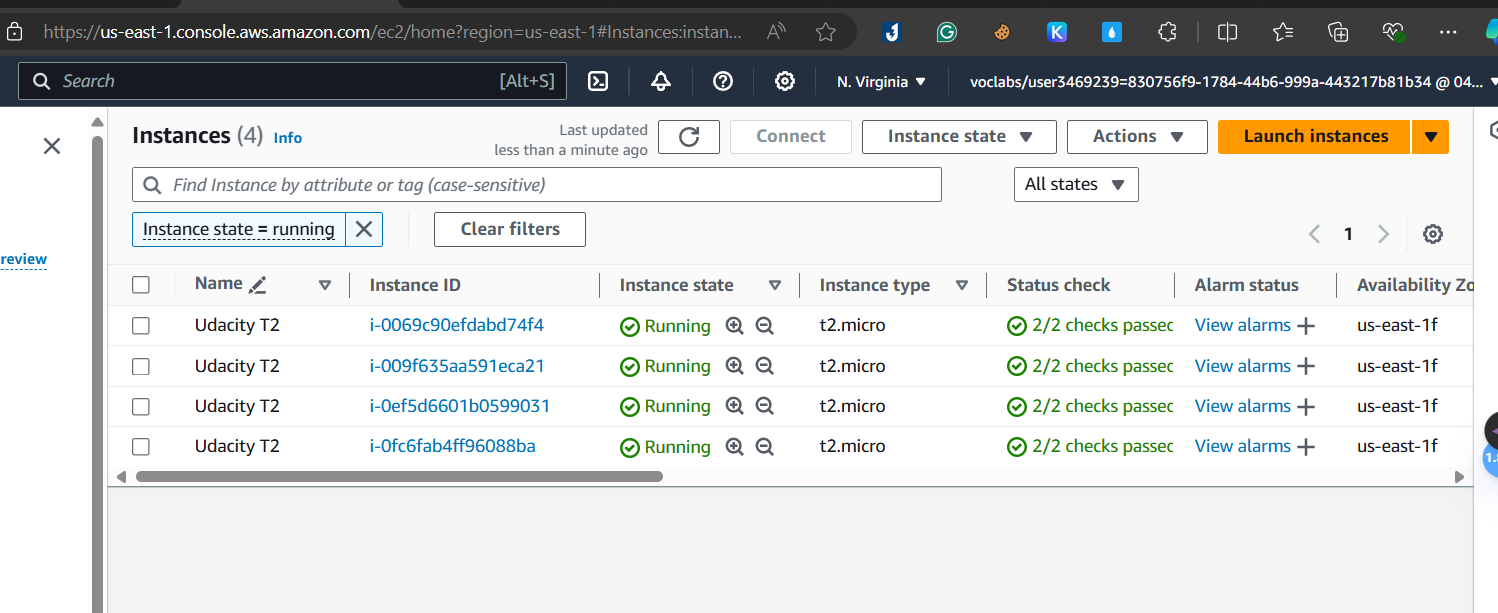 https://us-east-1.console.aws.amazon.com/ec2/home?region=us-east-1#Instances:instan...
Search [Alt+S] N. Virginia voclabs/user3469239=830756f9-1784-44b6-999a-443217b81b34 @ 04...
Instances (4) Info Last updated less than a minute ago Connect Instance state Actions Launch instances
Find Instance by attribute or tag (case-sensitive) All states
Instance state = running Clear filters 1
review
Name Instance ID Instance state Instance type Status check Alarm status Availability Zo
Udacity T2 i-0069c90efdabd74f4 Running t2.micro 2/2 checks passed View alarms + us-east-1f
Udacity T2 i-009f635aa591eca21 Running t2.micro 2/2 checks passed View alarms + us-east-1f
Udacity T2 i-0ef5d6601b0599031 Running t2.micro 2/2 checks passed View alarms + us-east-1f
Udacity T2 i-0fc6fab4ff96088ba Running t2.micro 2/2 checks passed View alarms + us-east-1f